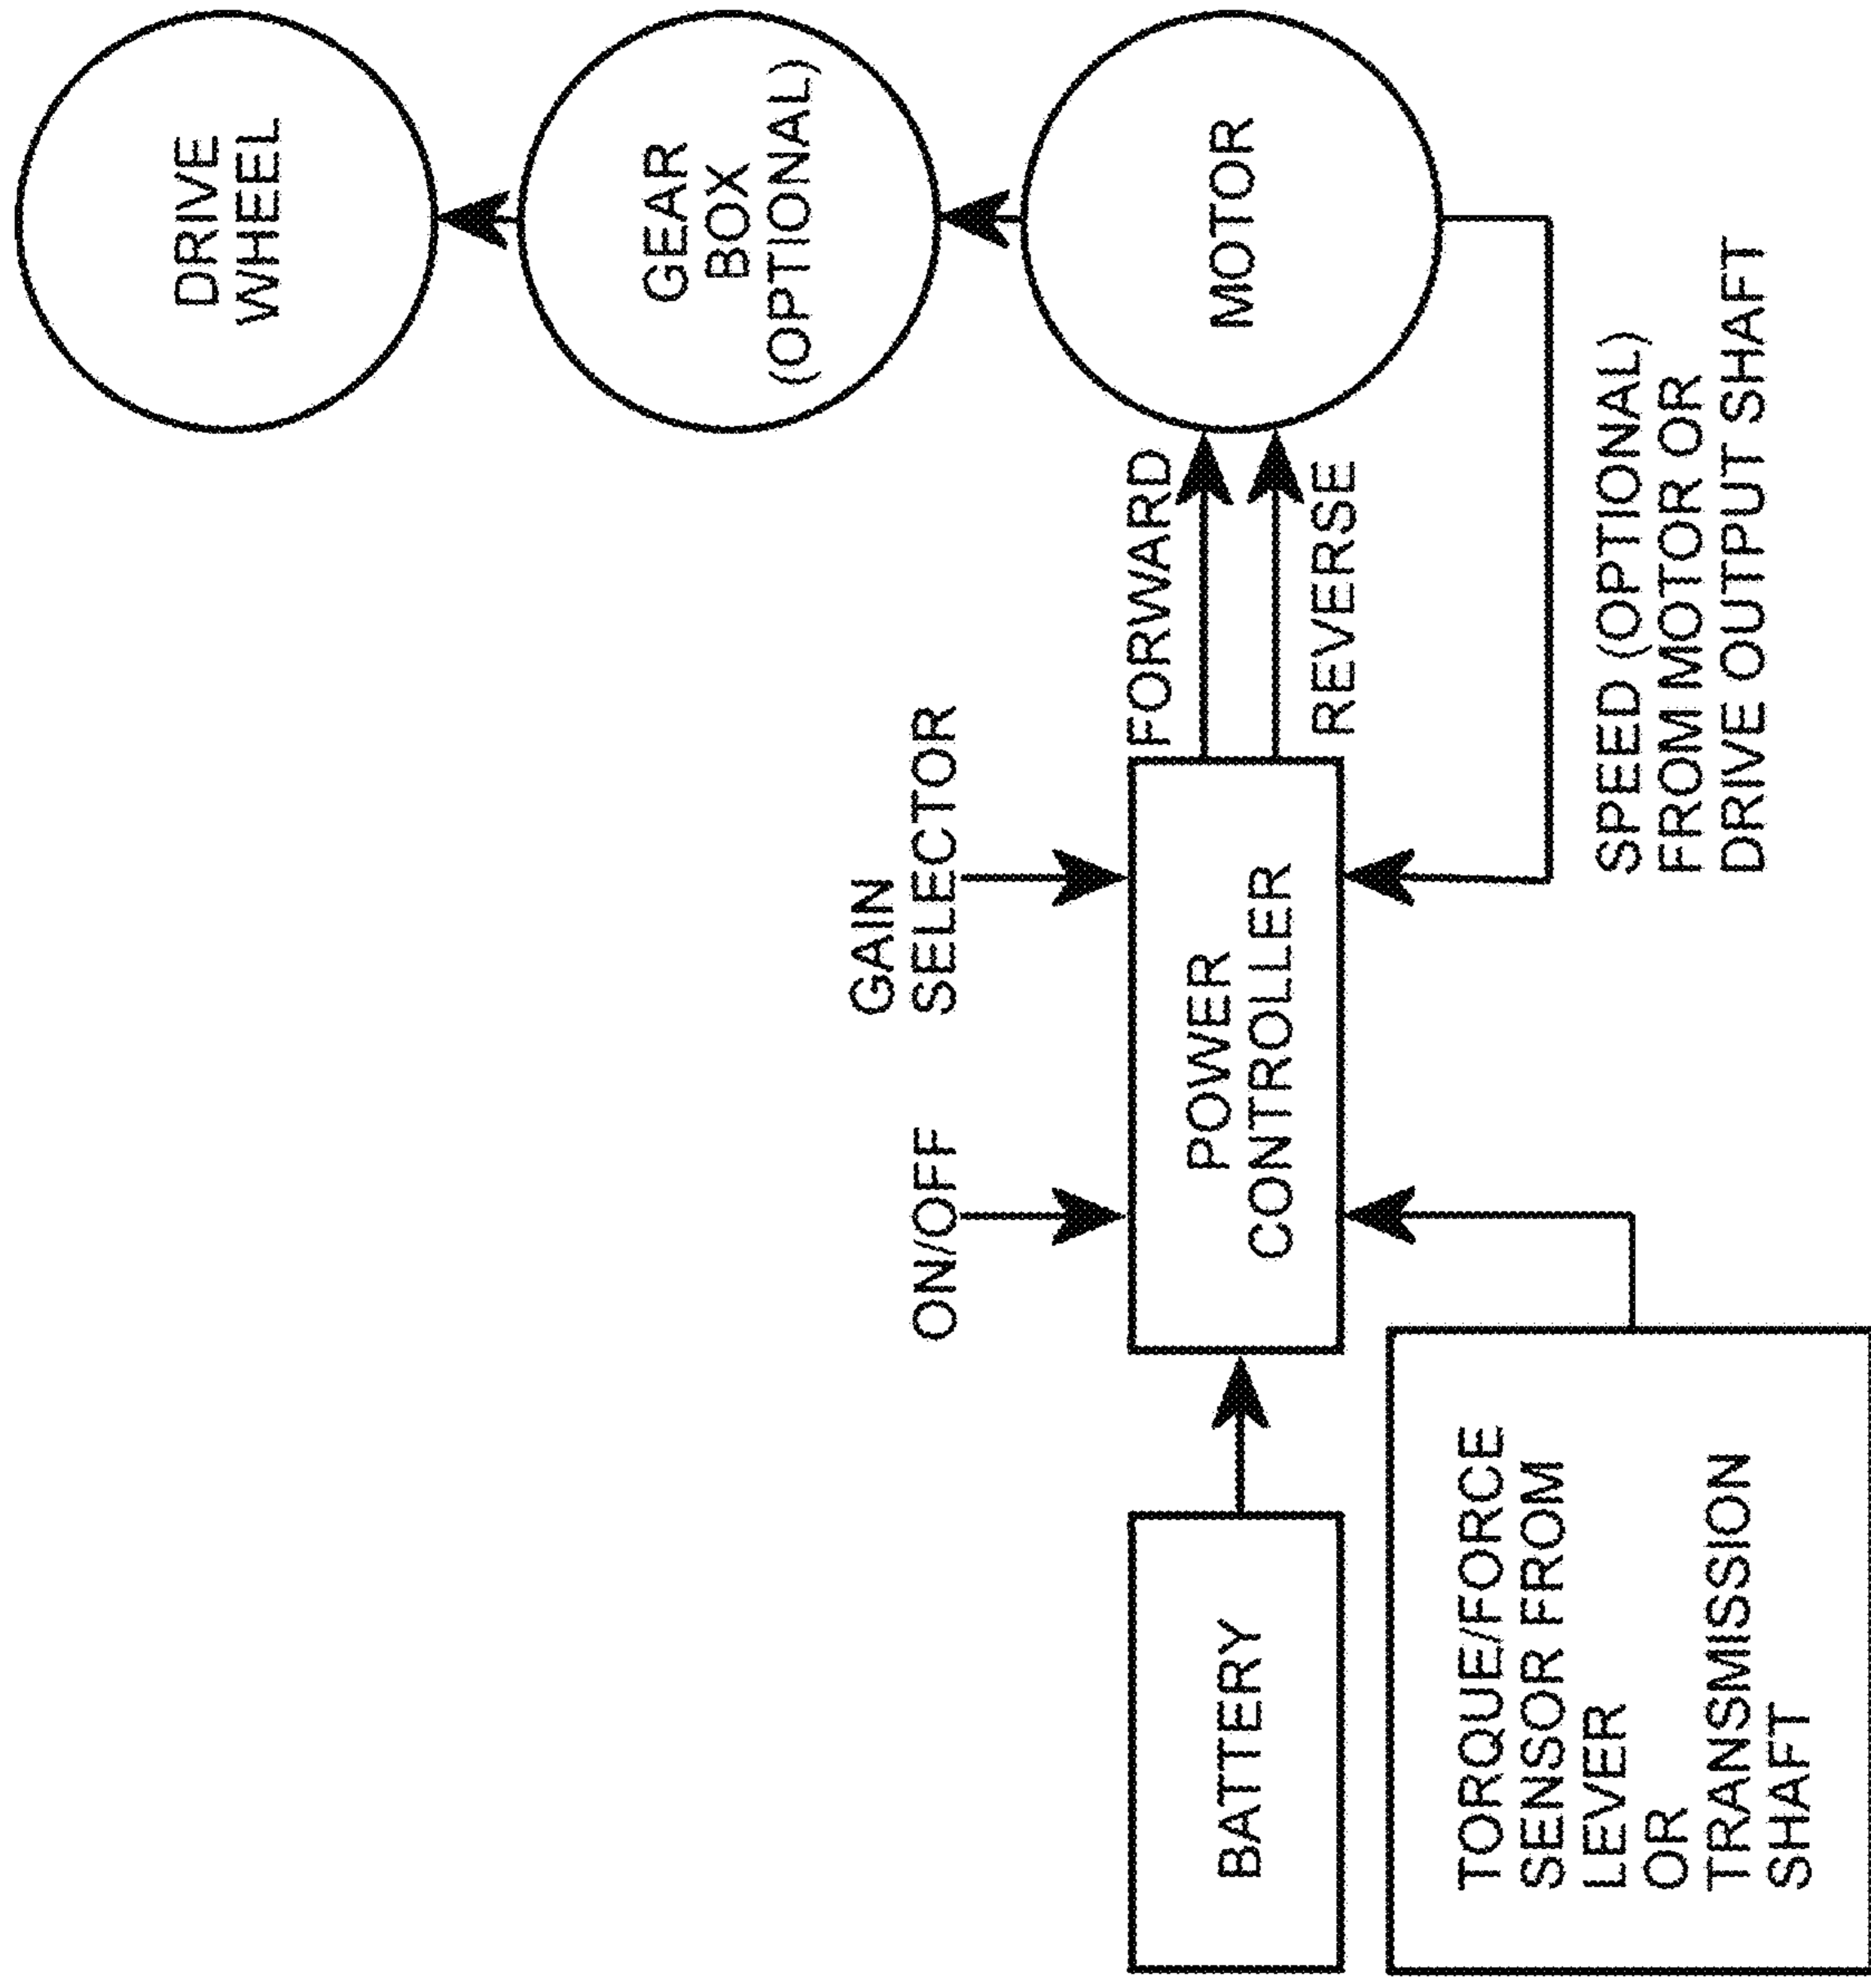 DRIVE
WHEEL
GEAR
BOX
(OPTIONAL)
MOTOR
FORWARD
REVERSE
GAIN
SELECTOR
ON/OFF
POWER
CONTROLLER
SPEED (OPTIONAL)
FROM MOTOR OR
DRIVE OUTPUT SHAFT
BATTERY
TORQUE/FORCE
SENSOR FROM
LEVER
OR
TRANSMISSION
SHAFT